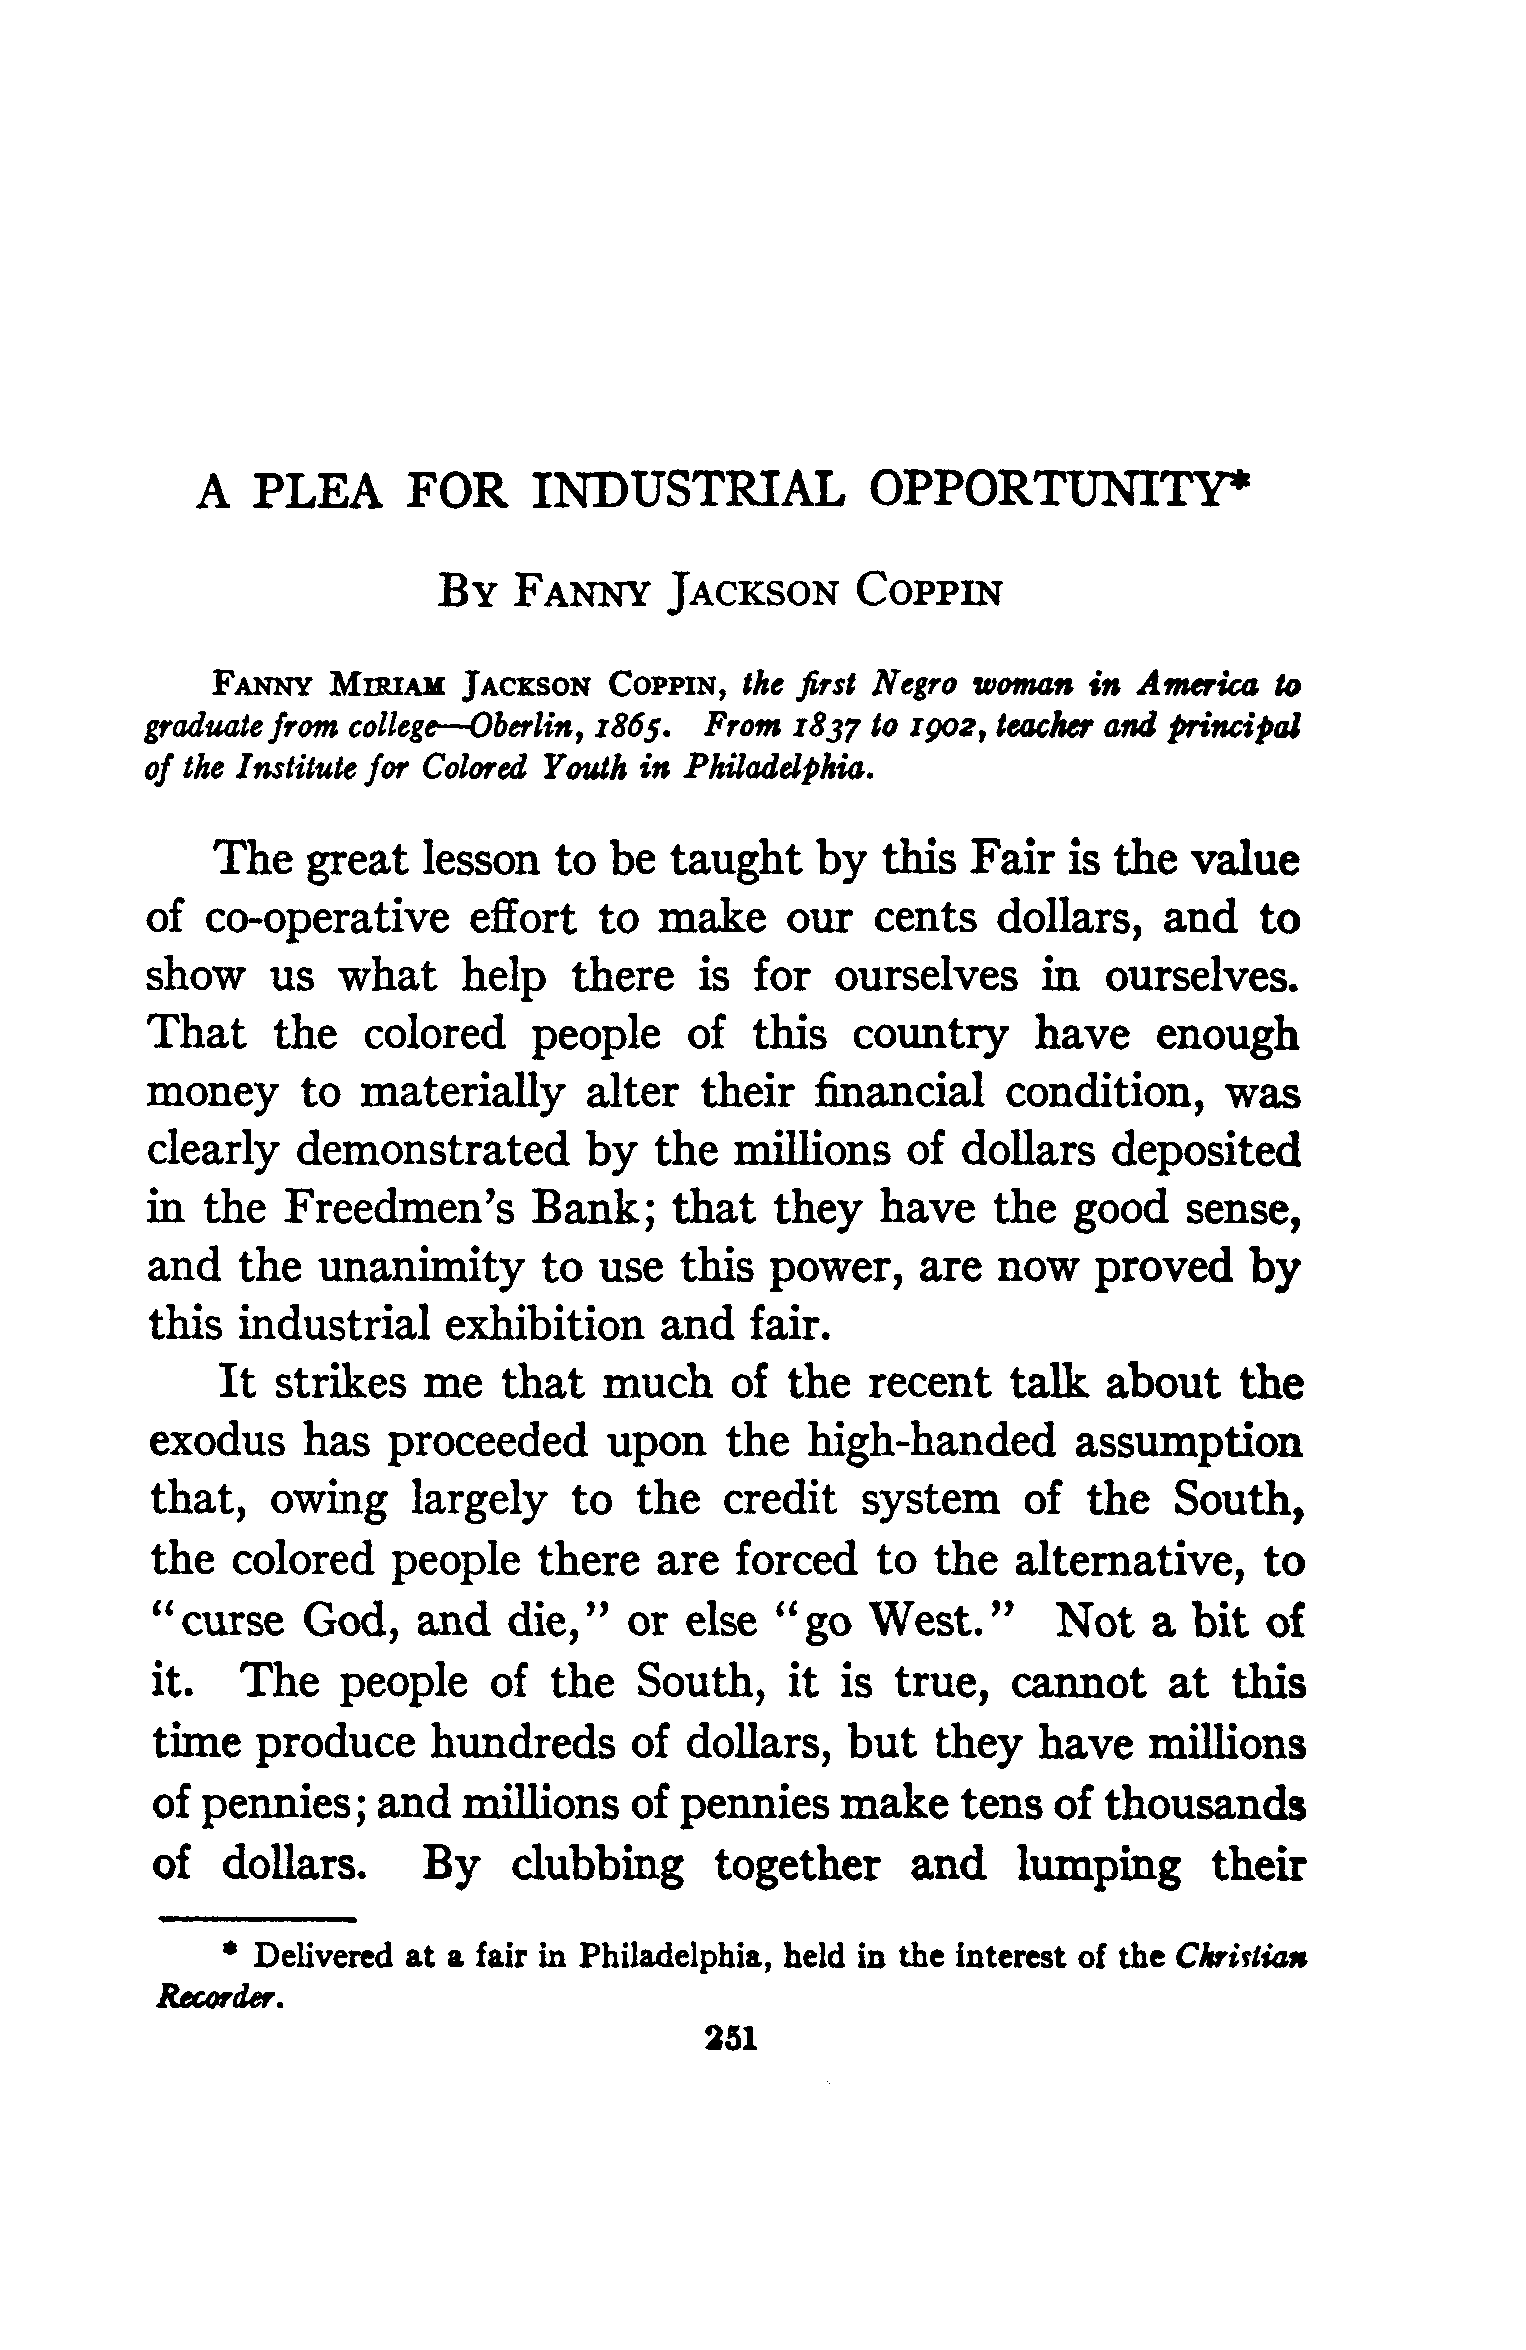 A PLEA FOR INDUSTRIAL OPPORTUNITY*
By Fanny Jackson Coppin
Fanny Miriam Jackson Coppin, the first Negro woman in America to
graduate from college—Oberlin, 1865. From 1837 to 1902, teacher and principal
of the Institute for Colored Youth in Philadelphia.
The great lesson to be taught by this Fair is the value
of co-operative effort to make our cents dollars, and to
show us what help there is for ourselves in ourselves.
That the colored people of this country have enough
money to materially alter their financial condition, was
clearly demonstrated by the millions of dollars deposited
in the Freedmen's Bank; that they have the good sense,
and the unanimity to use this power, are now proved by
this industrial exhibition and fair.
It strikes me that much of the recent talk about the
exodus has proceeded upon the high-handed assumption
that, owing largely to the credit system of the South,
the colored people there are forced to the alternative, to
"curse God, and die," or else "go West." Not a bit of
it. The people of the South, it is true, cannot at this
time produce hundreds of dollars, but they have millions
of pennies; and millions of pennies make tens of thousands
of dollars. By clubbing together and lumping their
* Delivered at a fair in Philadelphia, held in the interest of the Christian
Recorder.
251